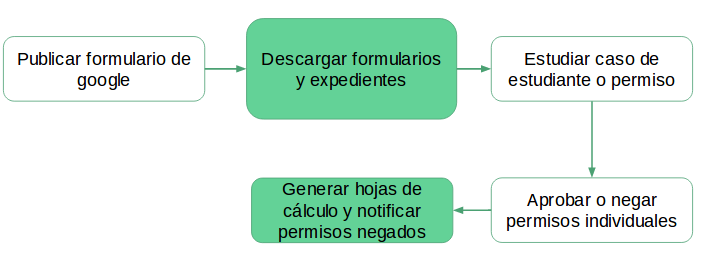 Publicar formulario de
google
Descargar formularios
y expedientes
Estudiar caso de
estudiante o permiso
Aprobar o negar
permisos individuales
Generar hojas de
cálculo y notificar
permisos negados